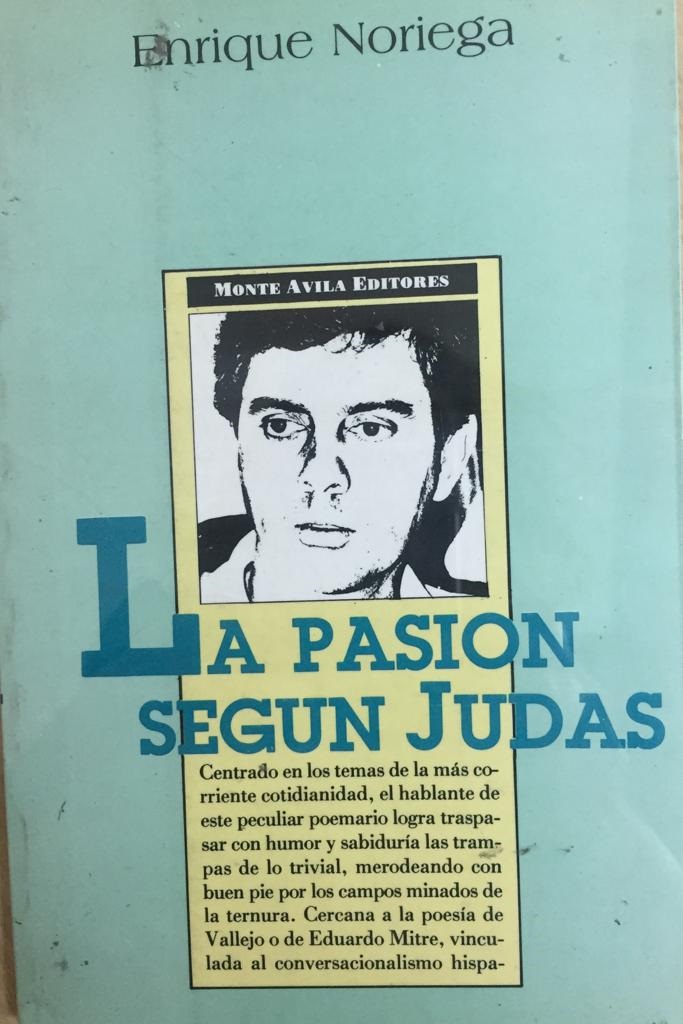 Enrique Noriega
MONTE AVILA EDITORES
LA PASION
SEGUN JUDAS
Centrado en los temas de la más co-
rriente cotidianidad, el hablante de
este peculiar poemario logra traspa-
sar con humor y sabiduría las tram-
pas de lo trivial, merodeando con
buen pie por los campos minados de
la ternura. Cercana a la poesía de
Vallejo o de Eduardo Mitre, vincu-
lada al conversacionalismo hispa-